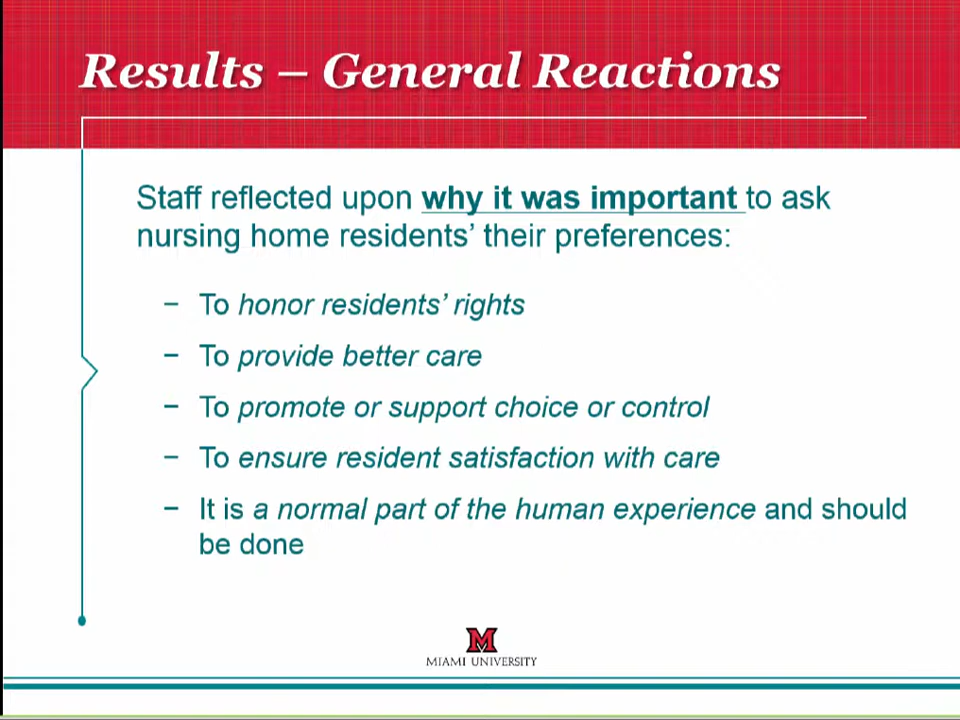 Results – General Reactions
Staff reflected upon why it was important to ask
nursing home residents’ their preferences:
− To honor residents’ rights
− To provide better care
− To promote or support choice or control
− To ensure resident satisfaction with care
− It is a normal part of the human experience and should
be done
M
MIAMI UNIVERSITY